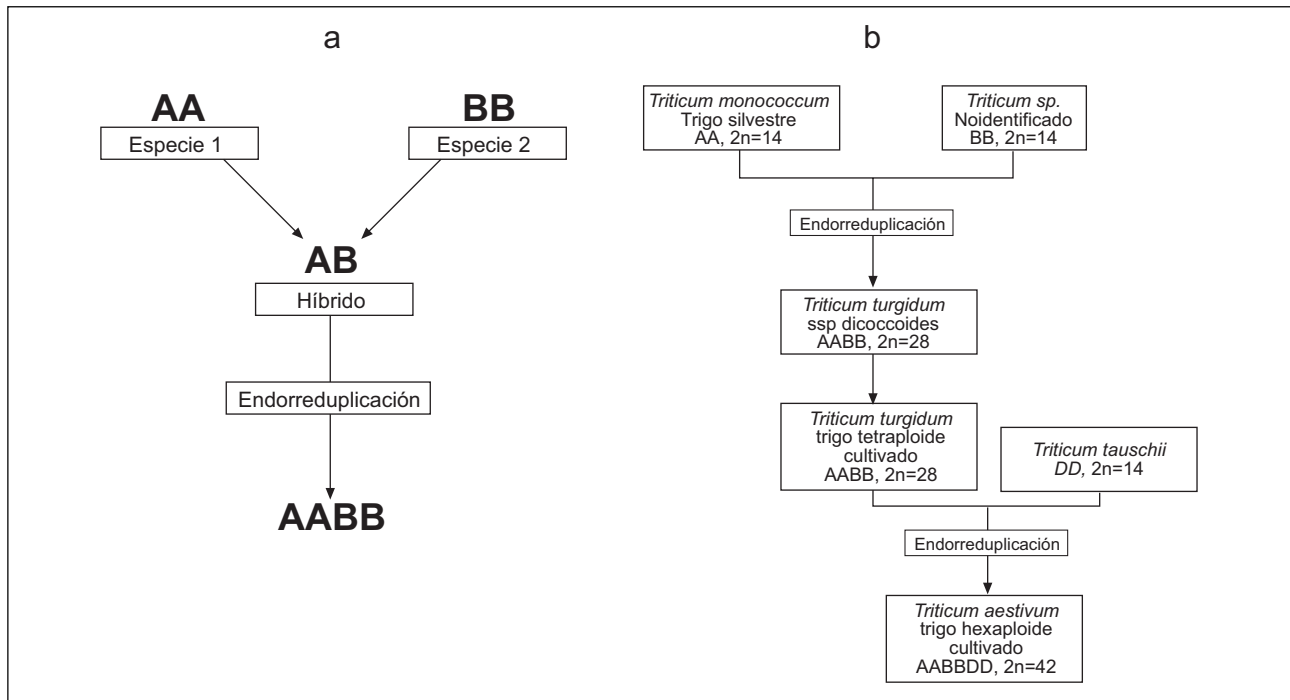 a
AA
BB
Especie 1
Especie 2
AB
Híbrido
Endorreduplicación
AABB
b
Triticum monococcum
Trigo silvestre
AA, 2n=14
Triticum sp.
Noidentificado
BB, 2n=14
Endorreduplicación
Triticum turgidum
ssp dicoccoides
AABB, 2n=28
Triticum turgidum
trigo tetraploide
cultivado
AABB, 2n=28
Triticum tauschii
DD, 2n=14
Endorreduplicación
Triticum aestivum
trigo hexaploide
cultivado
AABBDD, 2n=42